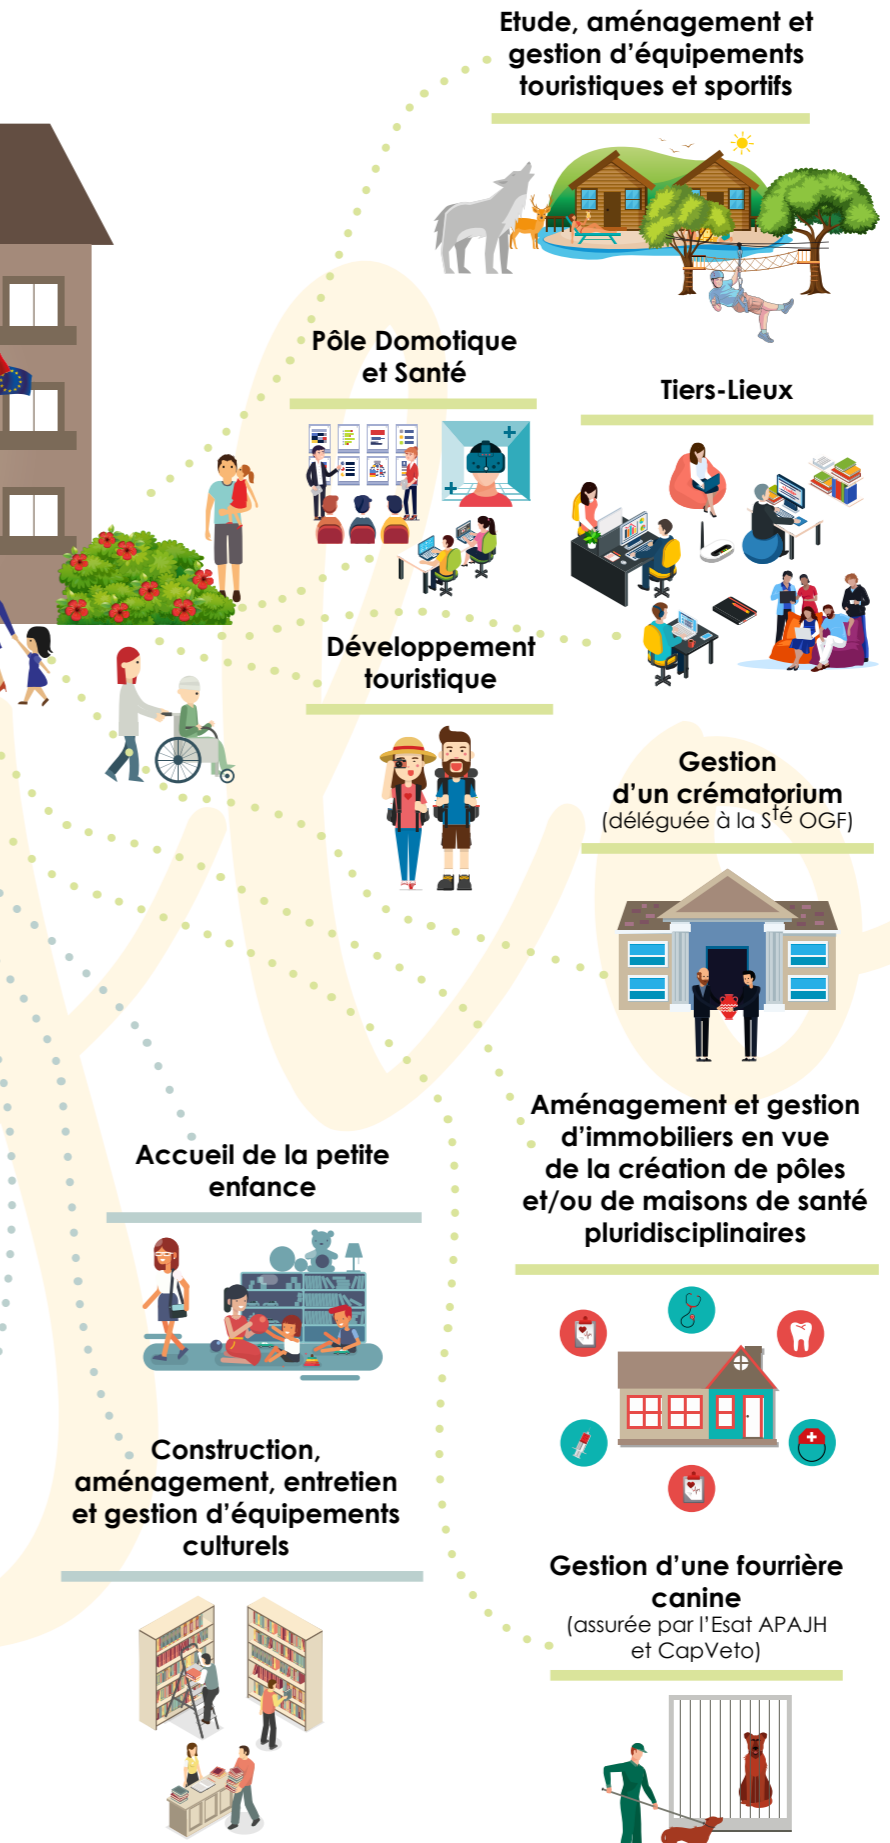 Etude, aménagement et
gestion d'équipements
touristiques et sportifs
Pôle Domotique
et Santé
Tiers-Lieux
Développement
touristique
Gestion
d'un crématorium
(déléguée à la Sté OGF)
Aménagement et gestion
d'immobiliers en vue
de la création de pôles
et/ou de maisons de santé
pluridisciplinaires
Accueil de la petite
enfance
Construction,
aménagement, entretien
et gestion d'équipements
culturels
Gestion d'une fourrière
canine
(assurée par l'Esat APAJH
et CapVeto)